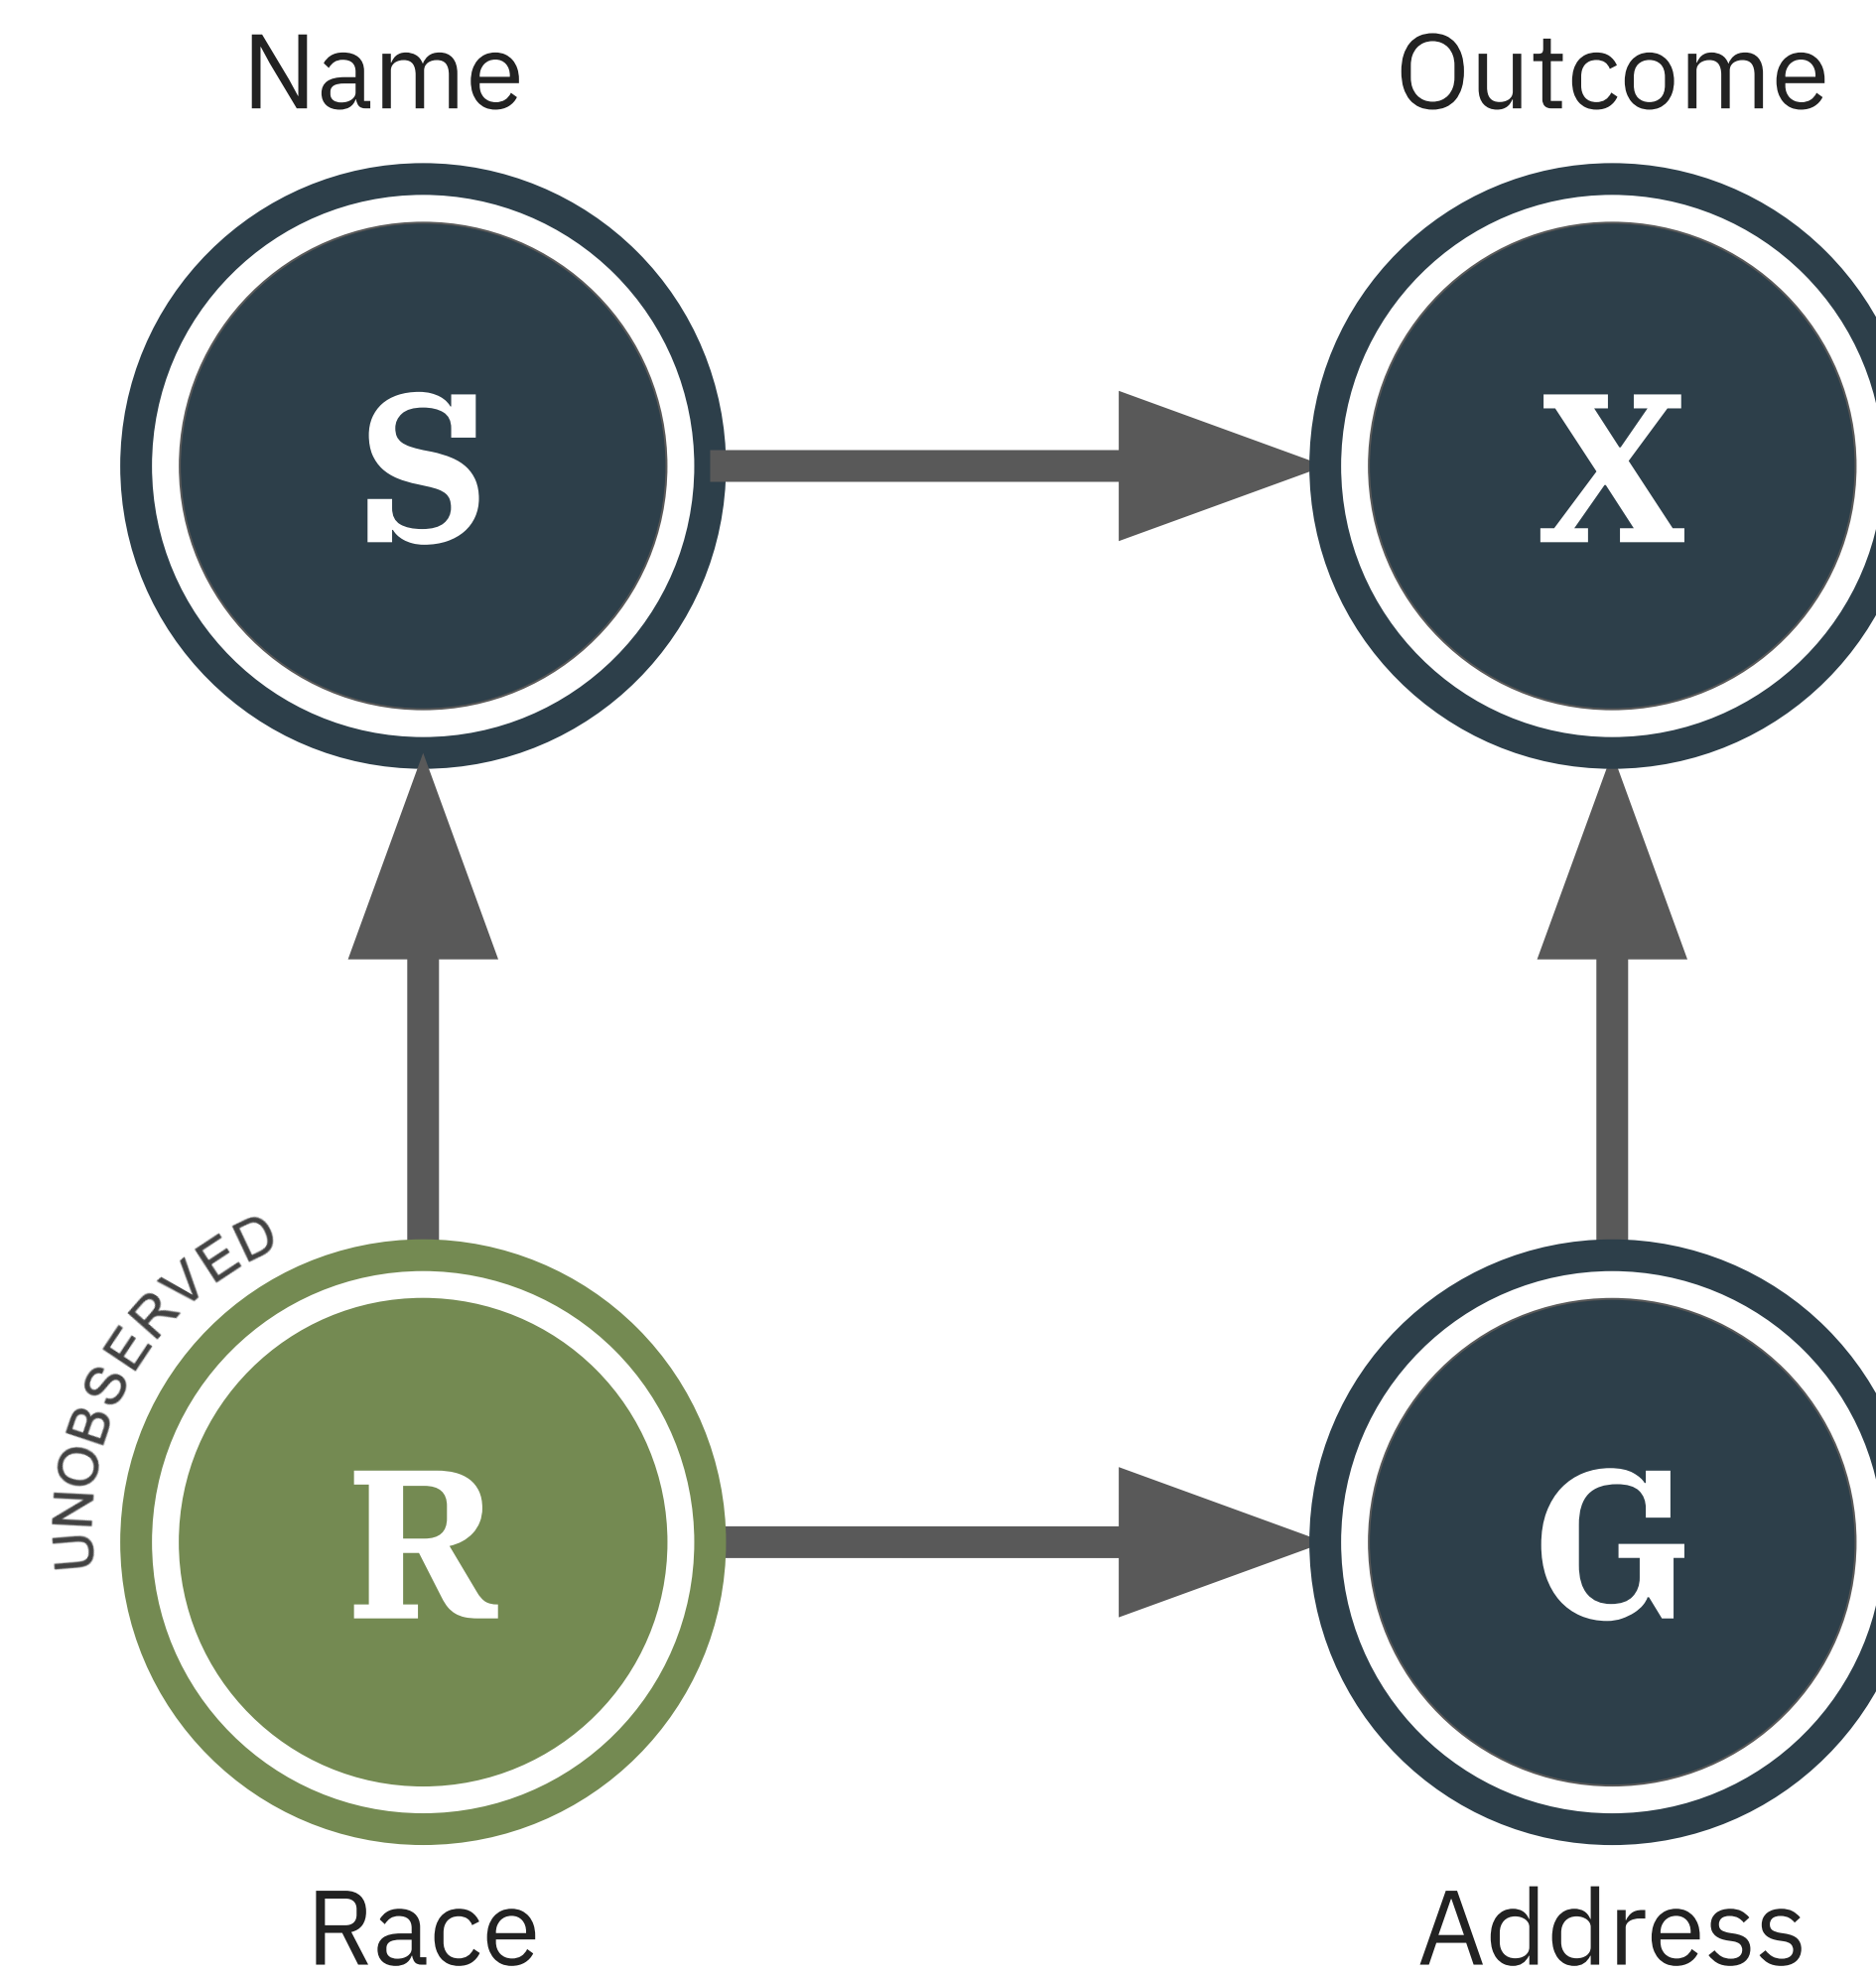 Name
Outcome
S
X
UNOBSERVED
R
G
Race
Address